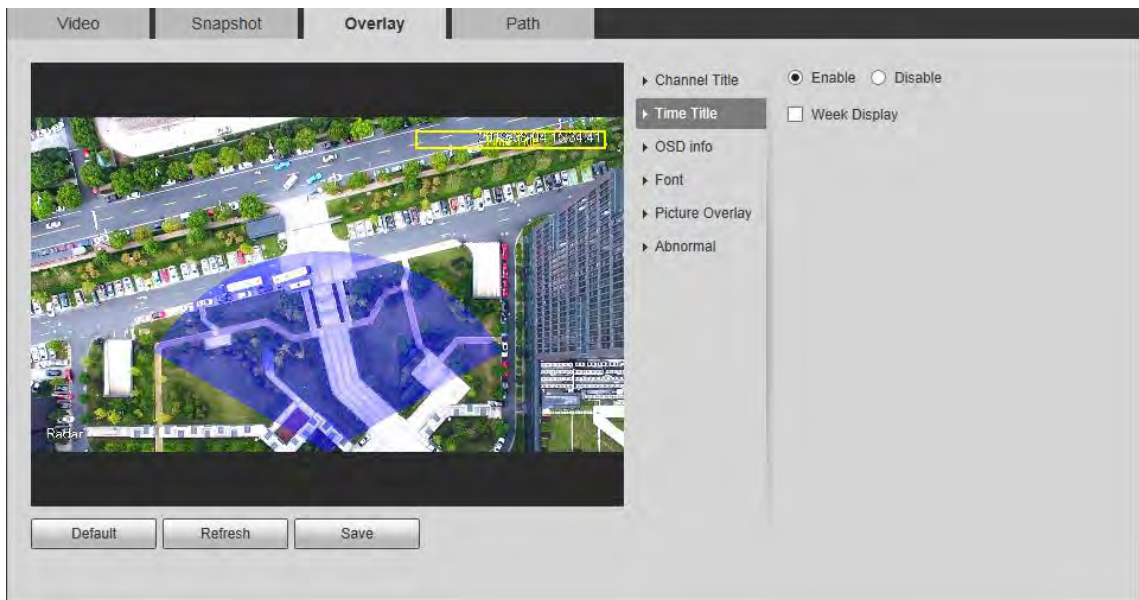 Video Snapshot Overlay Path
Channel Title
Enable Disable
Time Title
Week Display
OSD info
Font
Picture Overlay
Abnormal
Radar
Default Refresh Save